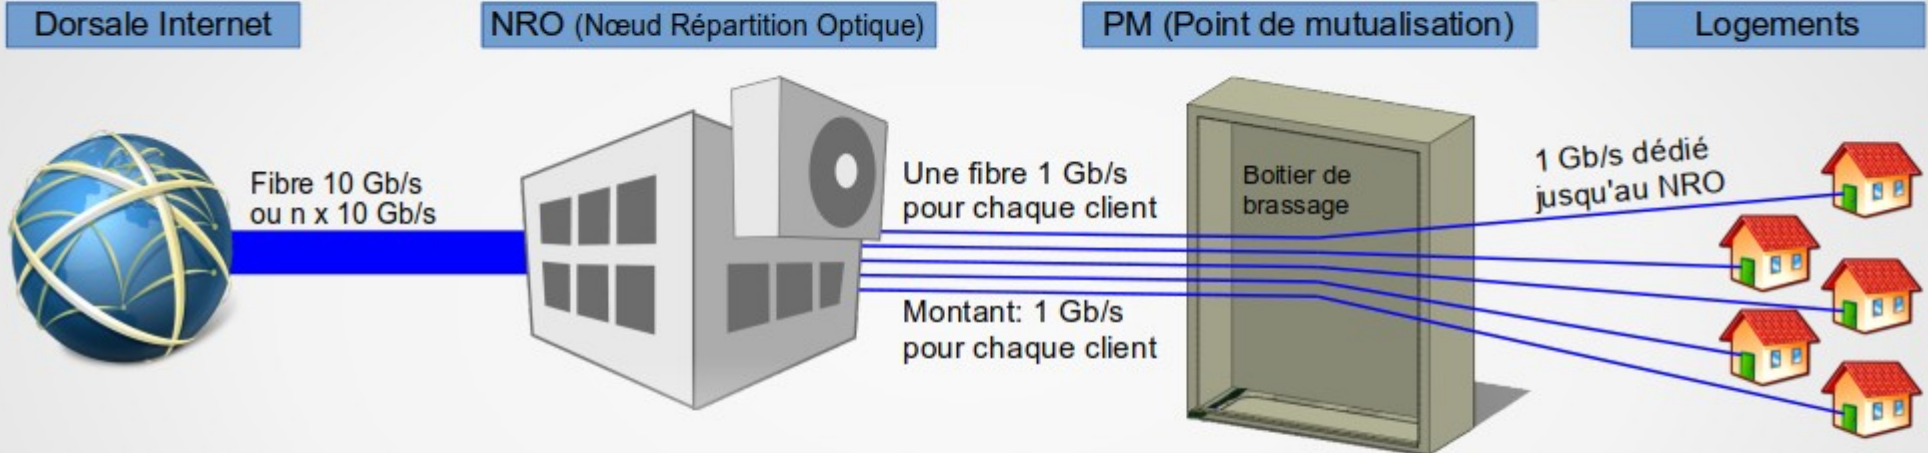 Dorsale Internet
NRO (Nœud Répartition Optique)
PM (Point de mutualisation)
Logements
Fibre 10 Gb/s
ou n x 10 Gb/s
Une fibre 1 Gb/s
pour chaque client
Montant: 1 Gb/s
pour chaque client
Boitier de
brassage
1 Gb/s dédié
jusqu'au NRO